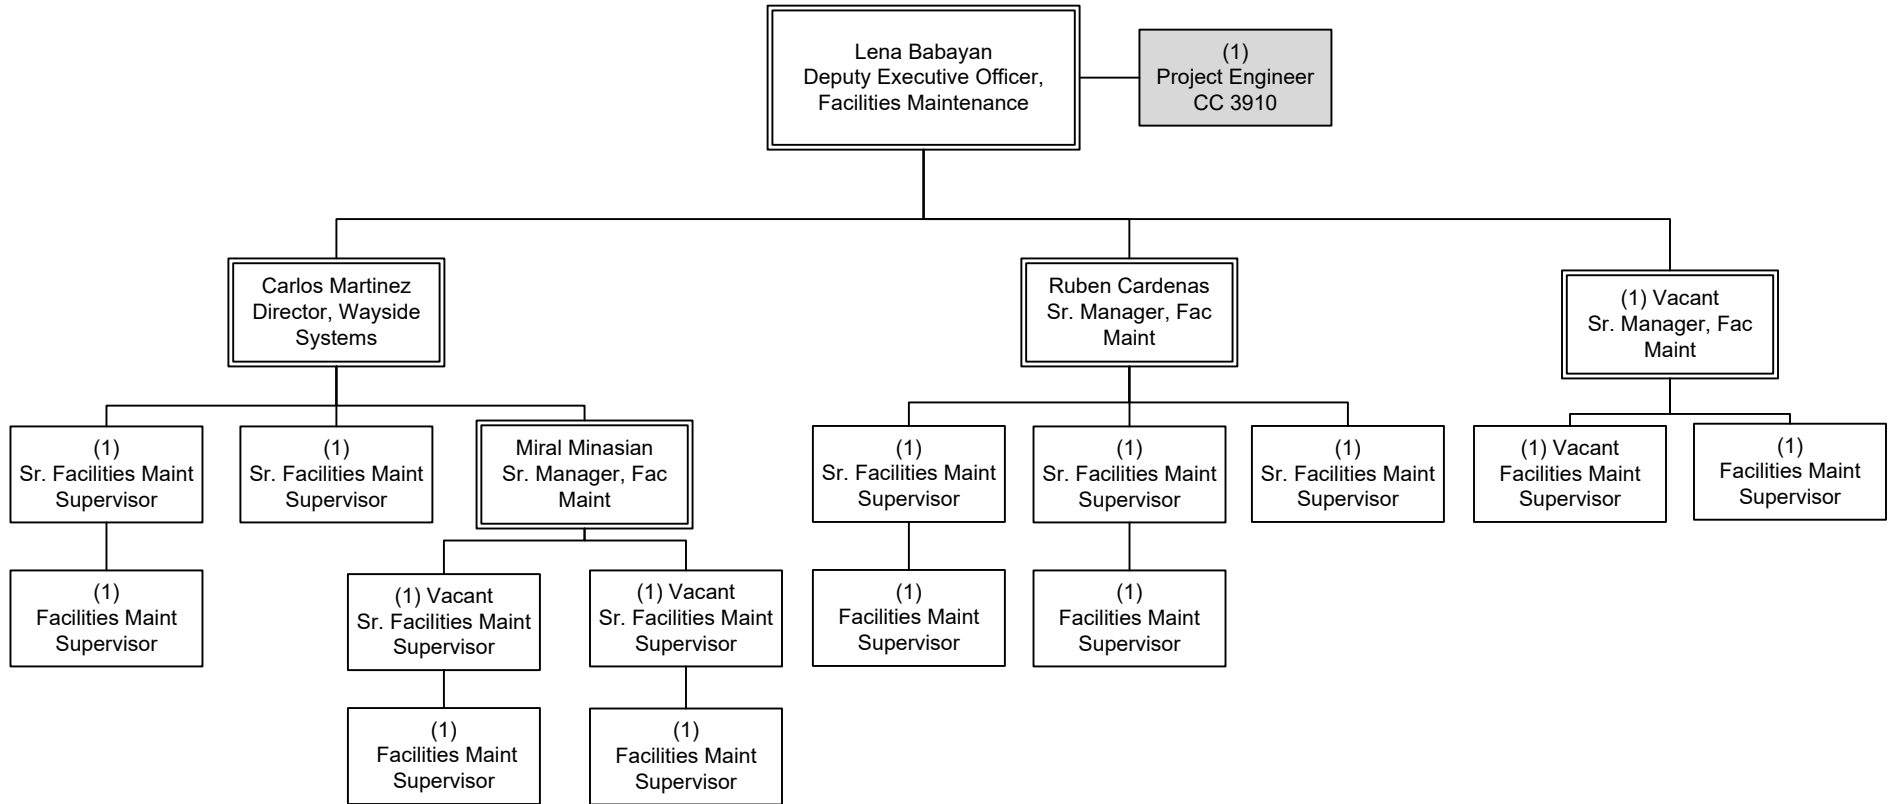 Lena Babayan
Deputy Executive Officer,
Facilities Maintenance
(1)
Project Engineer
CC 3910
Carlos Martinez
Director, Wayside
Systems
Ruben Cardenas
Sr. Manager, Fac
Maint
(1) Vacant
Sr. Manager, Fac
Maint
(1)
Sr. Facilities Maint
Supervisor
(1)
Sr. Facilities Maint
Supervisor
Miral Minasian
Sr. Manager, Fac
Maint
(1)
Sr. Facilities Maint
Supervisor
(1)
Sr. Facilities Maint
Supervisor
(1)
Sr. Facilities Maint
Supervisor
(1) Vacant
Facilities Maint
Supervisor
(1)
Facilities Maint
Supervisor
(1)
Facilities Maint
Supervisor
(1) Vacant
Sr. Facilities Maint
Supervisor
(1) Vacant
Sr. Facilities Maint
Supervisor
(1)
Facilities Maint
Supervisor
(1)
Facilities Maint
Supervisor
(1)
Facilities Maint
Supervisor
(1)
Facilities Maint
Supervisor